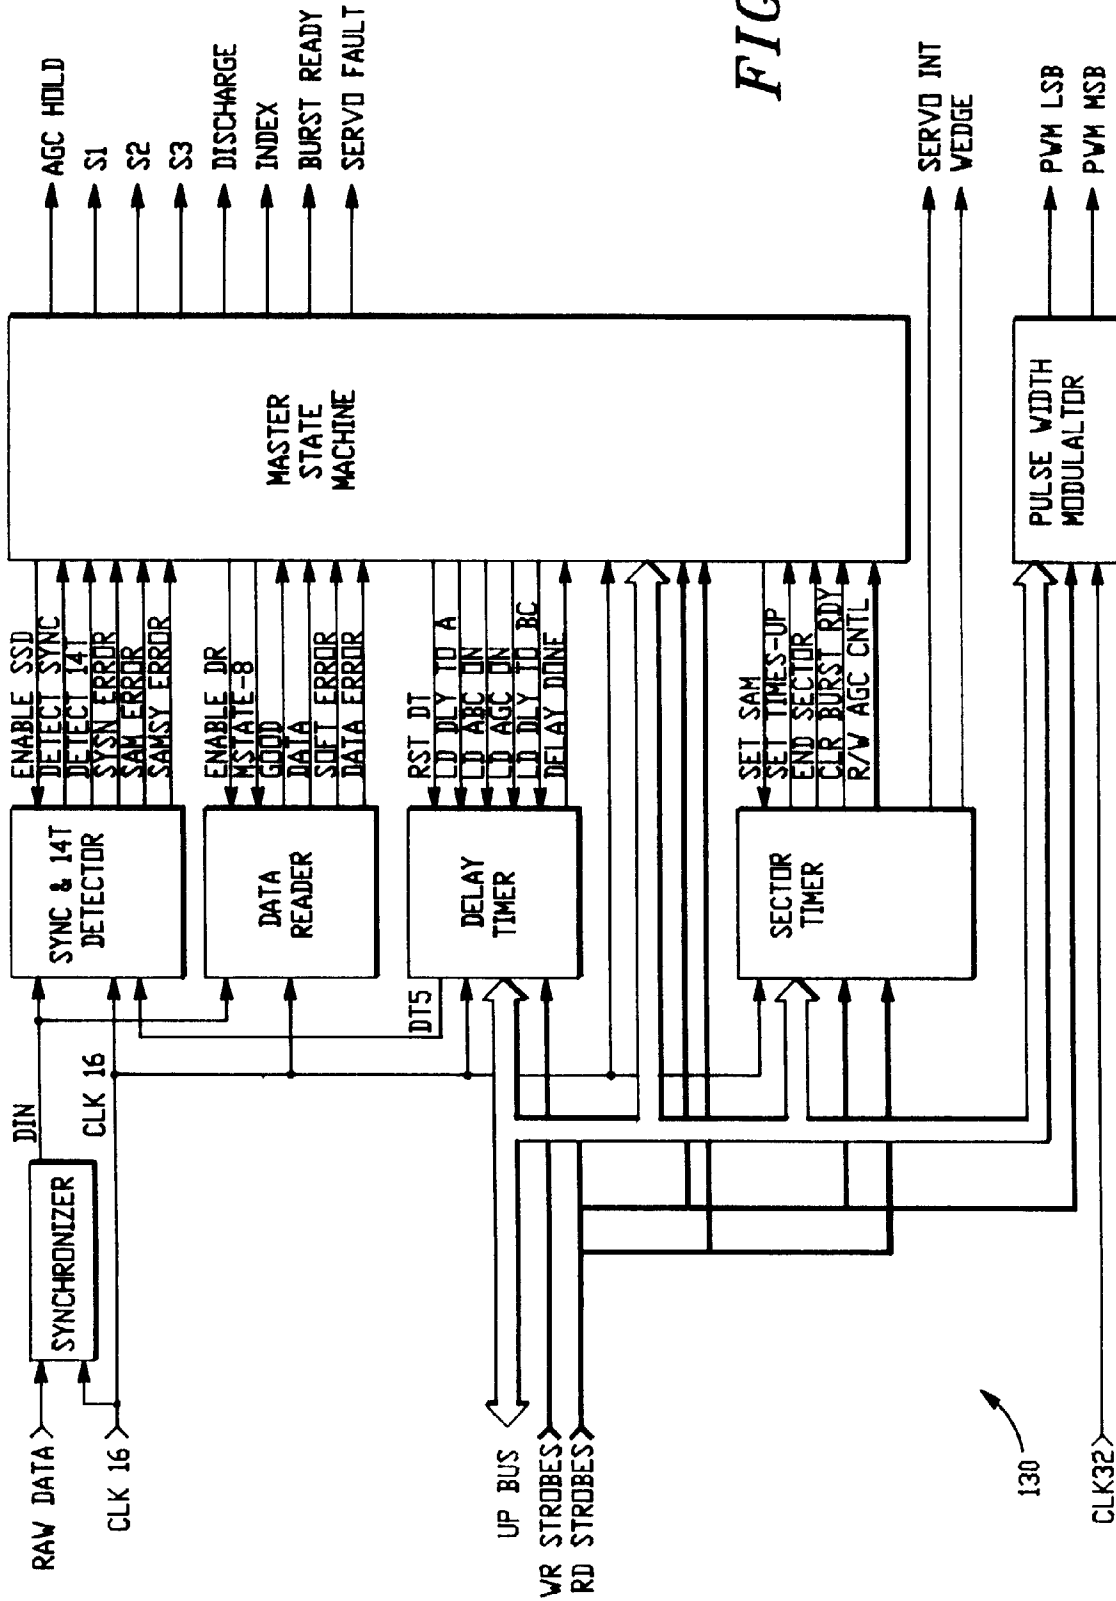 FIG
RAW DATA
CLK 16
SYNCHRONIZER
DIN
CLK 16
SYNC & 14T
DETECTOR
ENABLE SSD
DETECT SYNC
DETECT 14T
SYSN ERROR
SAM ERROR
SAMSY ERROR
DATA
READER
ENABLE DR
MSTATE-8
GOOD
DATA
SOFT ERROR
DATA ERROR
DT5
DELAY
TIMER
RST DT
LD DLY TO A
LD ABC ON
LD AGC ON
LD DLY TO BC
DELAY DONE
SECTOR
TIMER
SET SAM
SET TIMES-UP
END SECTOR
CLR BURST RDY
R/W AGC CNTL
MASTER
STATE
MACHINE
AGC HOLD
S1
S2
S3
DISCHARGE
INDEX
BURST READY
SERVO FAULT
SERVO INT
WEDGE
PULSE WIDTH
MODULALTOR
PWM LSB
PWM MSB
UP BUS
WR STROBES
RD STROBES
130
CLK32